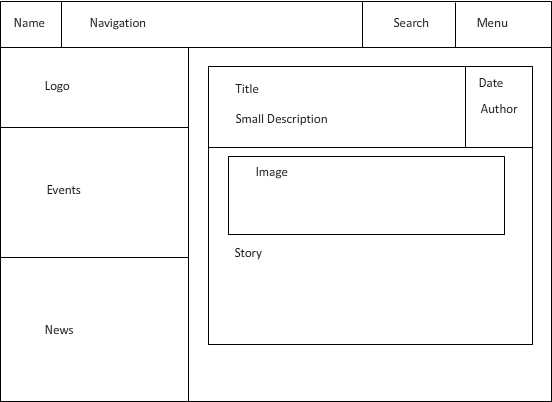 Name
Navigation
Search
Menu
Logo
Events
News
Title
Small Description
Date
Author
Image
Story